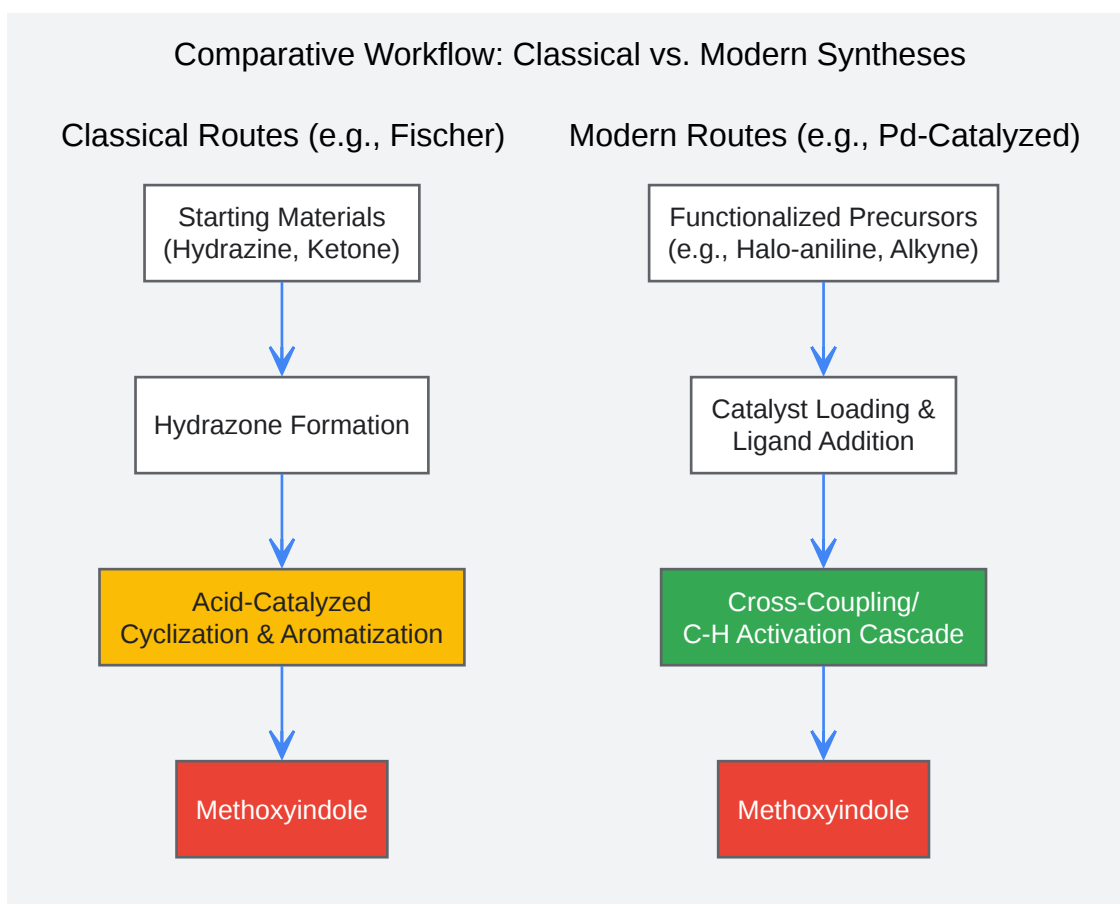 Comparative Workflow: Classical vs. Modern Syntheses
Classical Routes (e.g., Fischer)
Starting Materials
(Hydrazine, Ketone)
Hydrazone Formation
Acid-Catalyzed
Cyclization & Aromatization
Methoxyindole
Modern Routes (e.g., Pd-Catalyzed)
Functionalized Precursors
(e.g., Halo-aniline, Alkyne)
Catalyst Loading &
Ligand Addition
Cross-Coupling/
C-H Activation Cascade
Methoxyindole